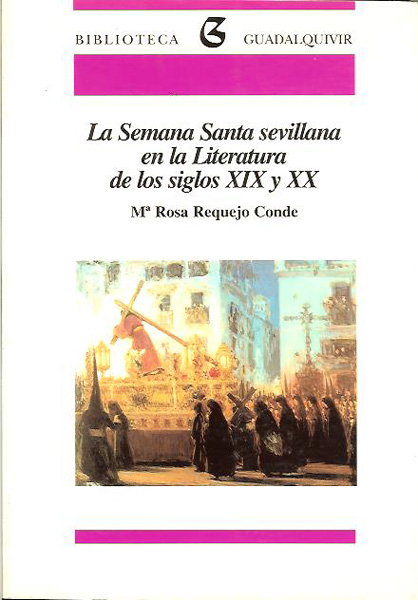 BIBLIOTECA GUADALQUIVIR
La Semana Santa sevillana
en la Literatura
de los siglos XIX y XX
Mª Rosa Requejo Conde